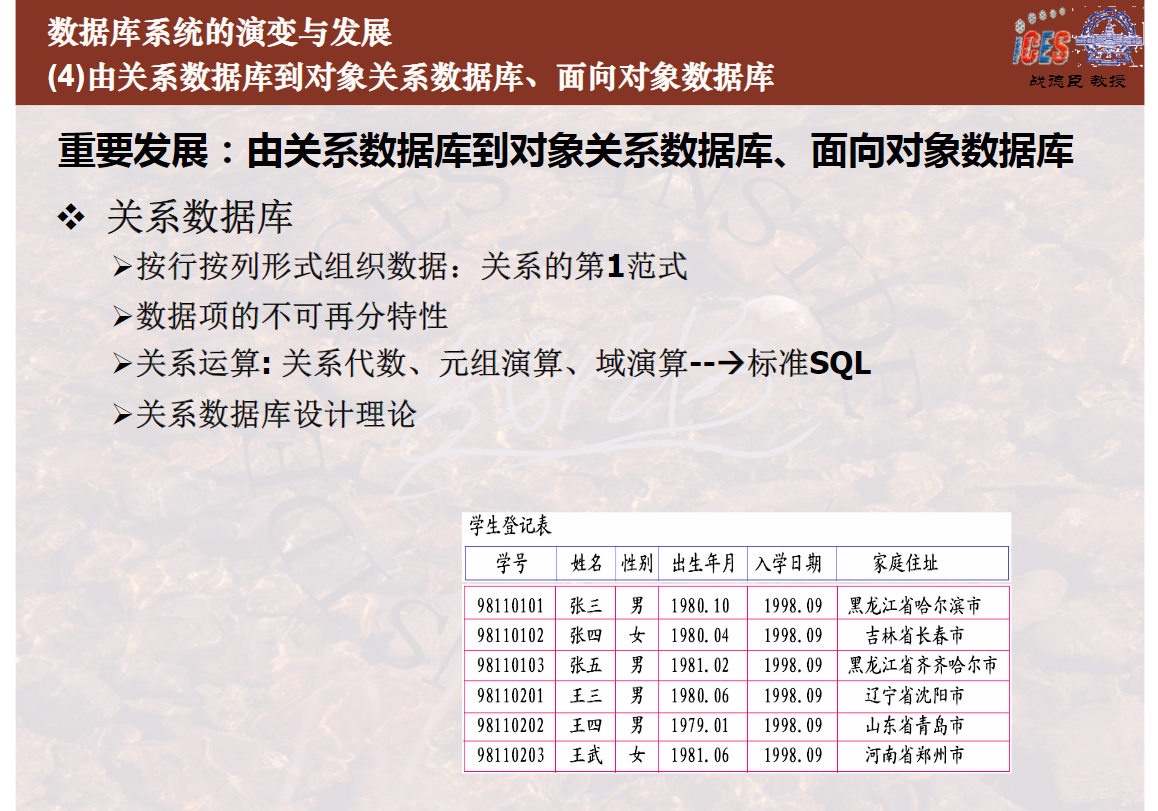 数据库系统的演变与发展
(4)由关系数据库到对象关系数据库、面向对象数据库
iCES
战德臣 教授
重要发展：由关系数据库到对象关系数据库、面向对象数据库
❖ 关系数据库
➢按行按列形式组织数据：关系的第1范式
➢数据项的不可再分特性
➢关系运算: 关系代数、元组演算、域演算--→标准SQL
➢关系数据库设计理论
学生登记表
学号 姓名 性别 出生年月 入学日期 家庭住址
98110101 张三 男 1980.10 1998.09 黑龙江省哈尔滨市
98110102 张四 女 1980.04 1998.09 吉林省长春市
98110103 张五 男 1981.02 1998.09 黑龙江省齐齐哈尔市
98110201 王三 男 1980.06 1998.09 辽宁省沈阳市
98110202 王四 男 1979.01 1998.09 山东省青岛市
98110203 王武 女 1981.06 1998.09 河南省郑州市